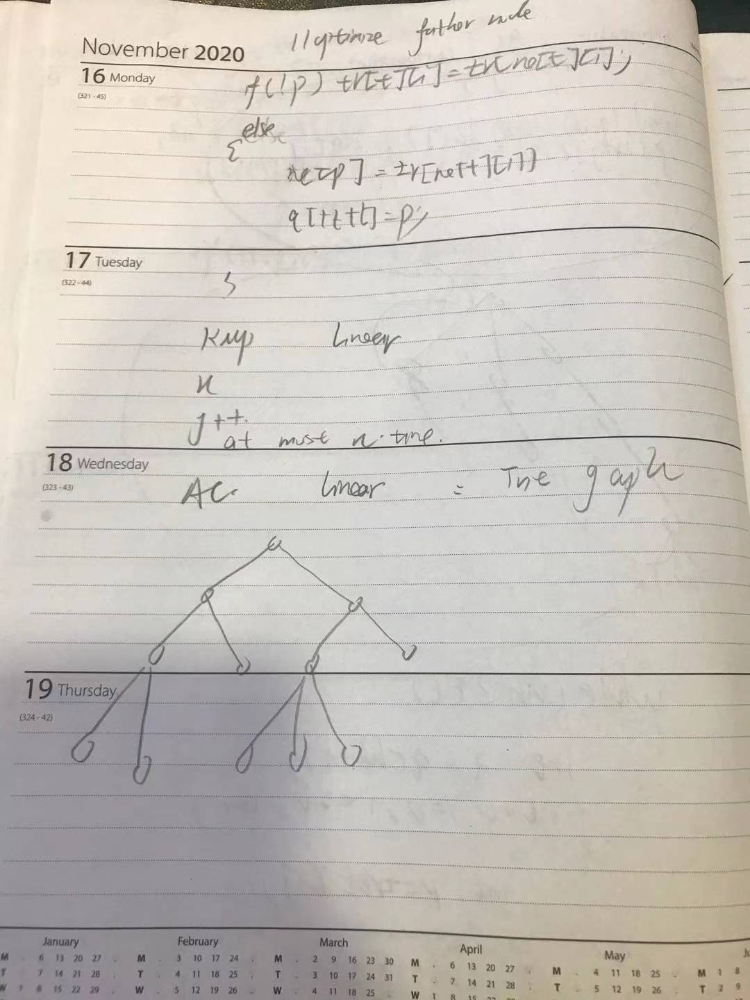 //optimize father node
November 2020
16 Monday
(321-45)
if(!p) tr[t][i]=tr[ne[t]][i];
else
{
ne[p] = tr[ne[t]][i]
q[++tt]=p;
17 Tuesday
(322-44)
}
Kmp linear
n
j++.
at must n time.
18 Wednesday
(323-43)
AC. linear = Trie gaph
19 Thursday
(324-42)
January February March April May
M 6 13 20 27 M 3 10 17 24 M 2 9 16 23 30 M 6 13 20 27 M 4 11 18 25 M 1 8
T 7 14 21 28 T 4 11 18 25 T 3 10 17 24 31 T 7 14 21 28 T 5 12 19 26 T 2 9
W 1 8 15 22 29 W 5 12 19 26 W 4 11 18 25 W 1 8 15